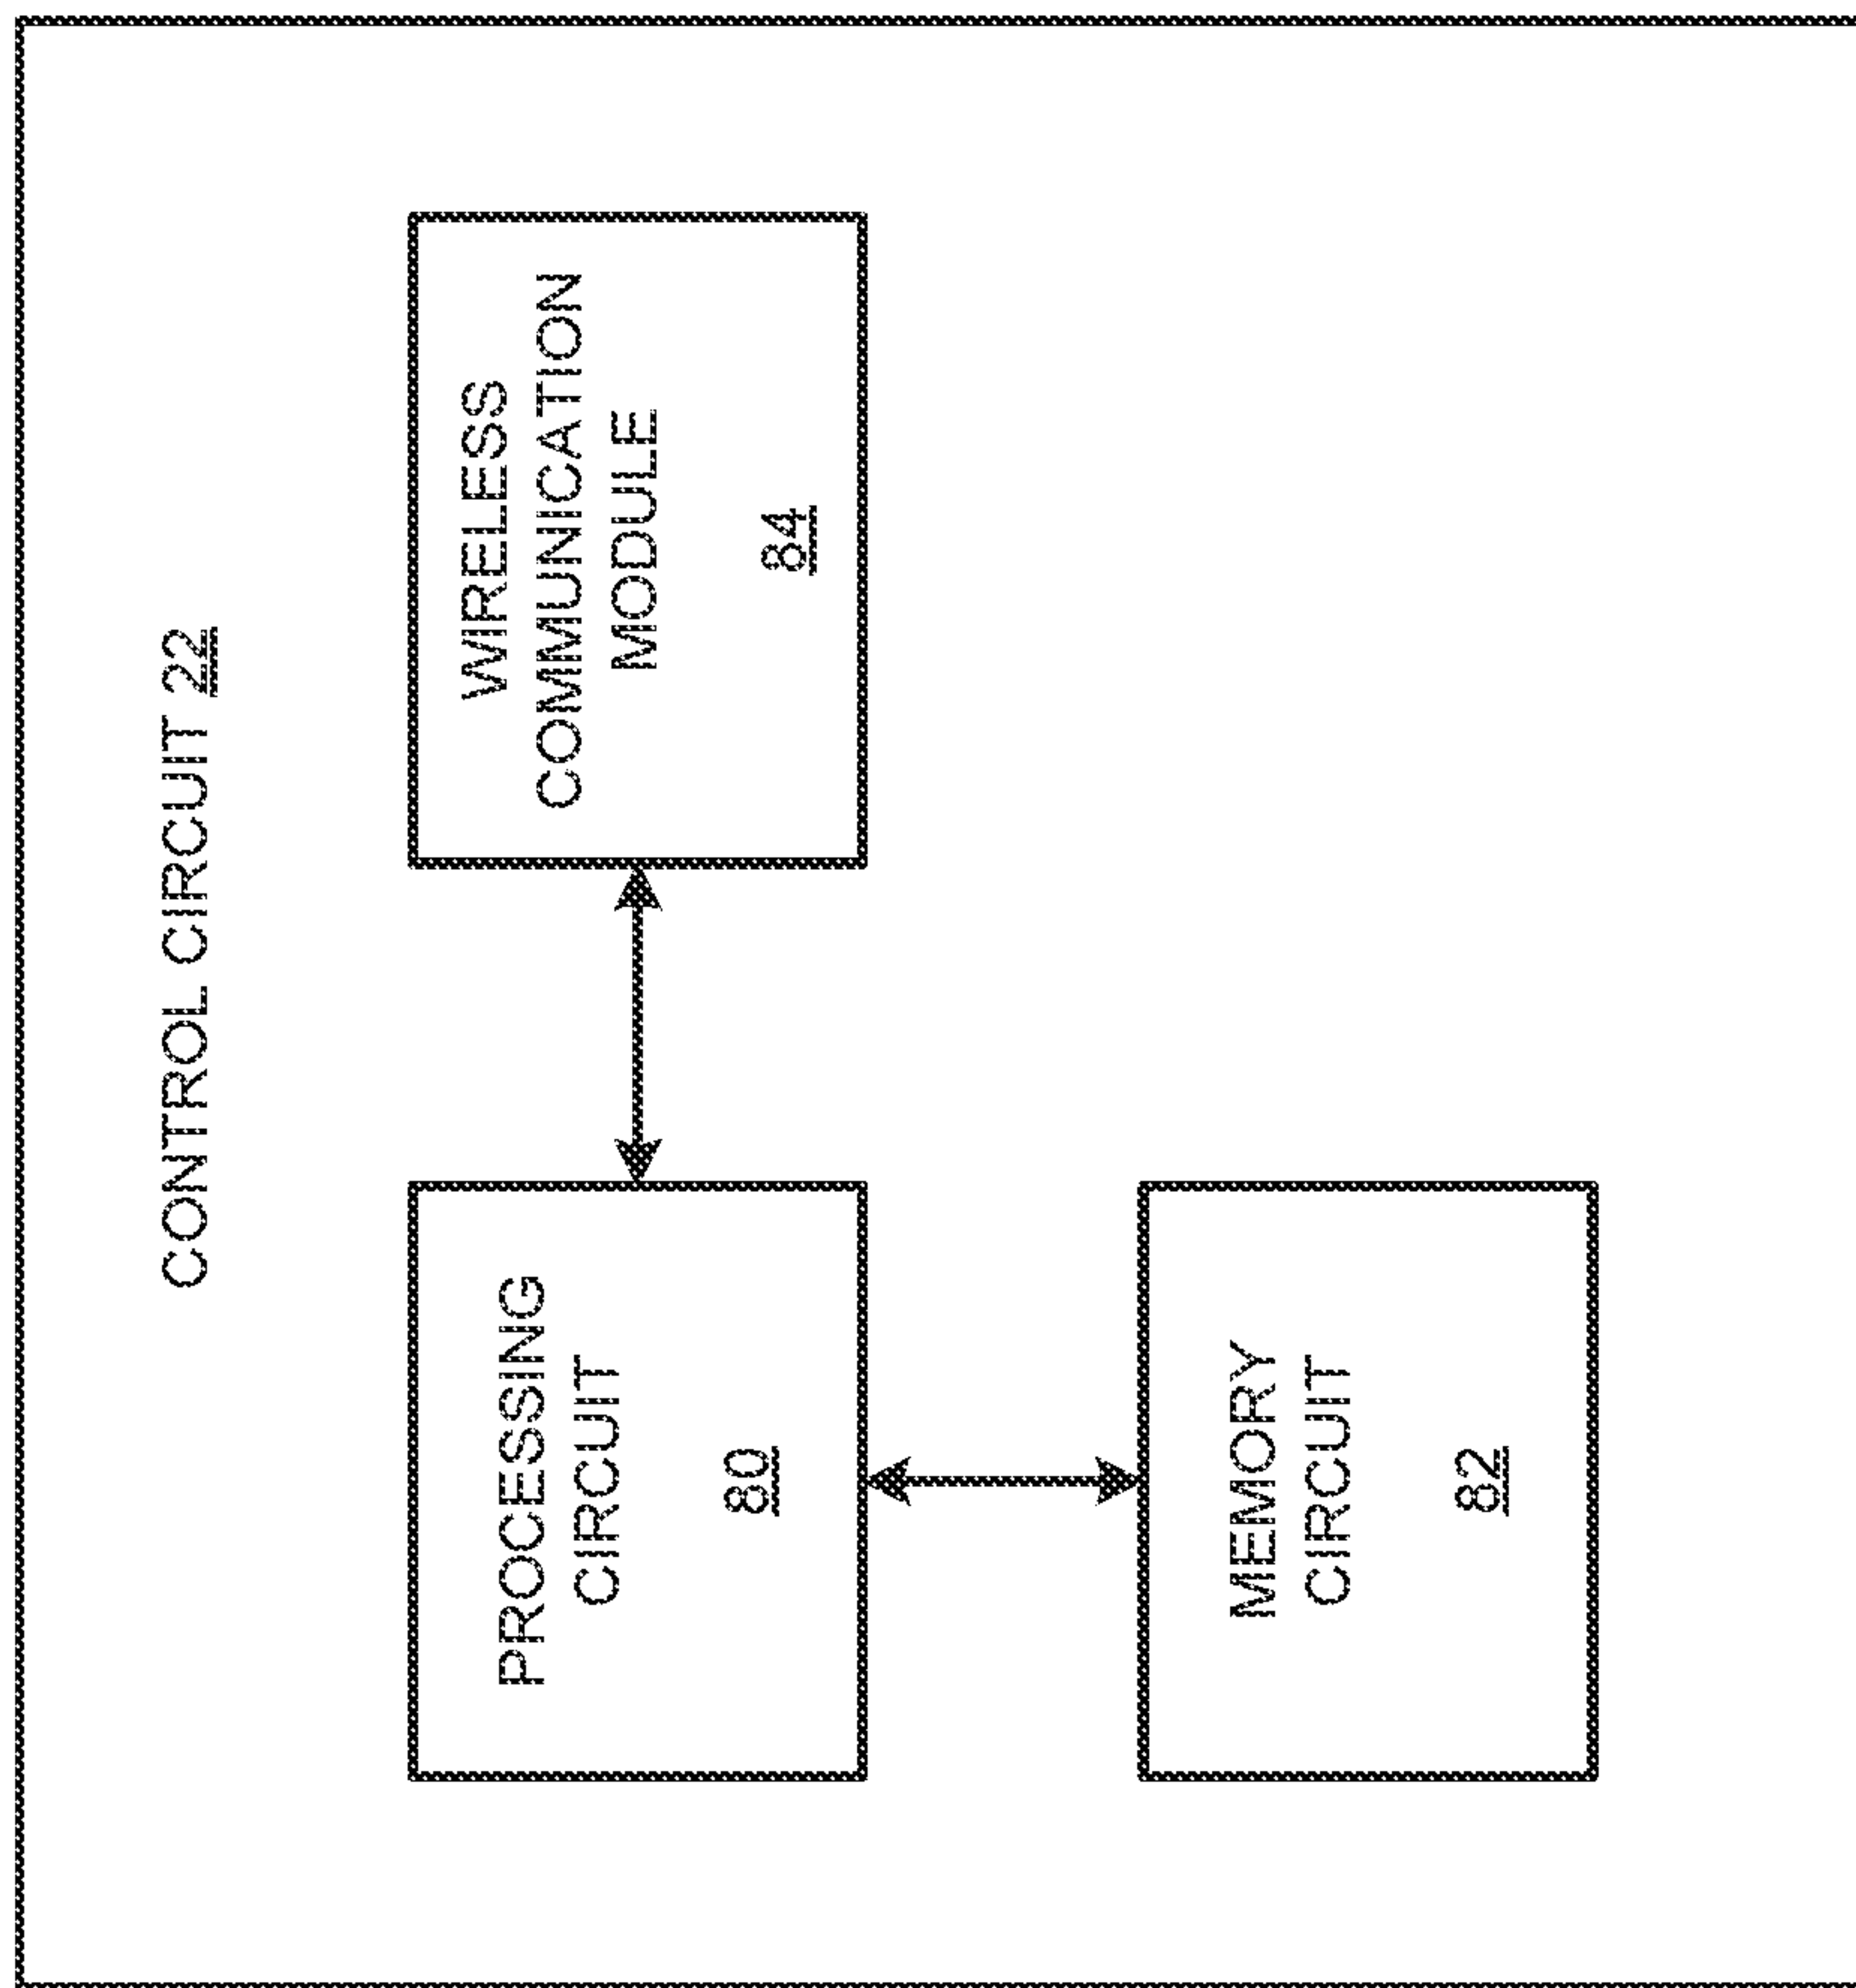 CONTROL CIRCUIT 22
PROCESSING
CIRCUIT
80
WIRELESS
COMMUNICATION
MODULE
84
MEMORY
CIRCUIT
82